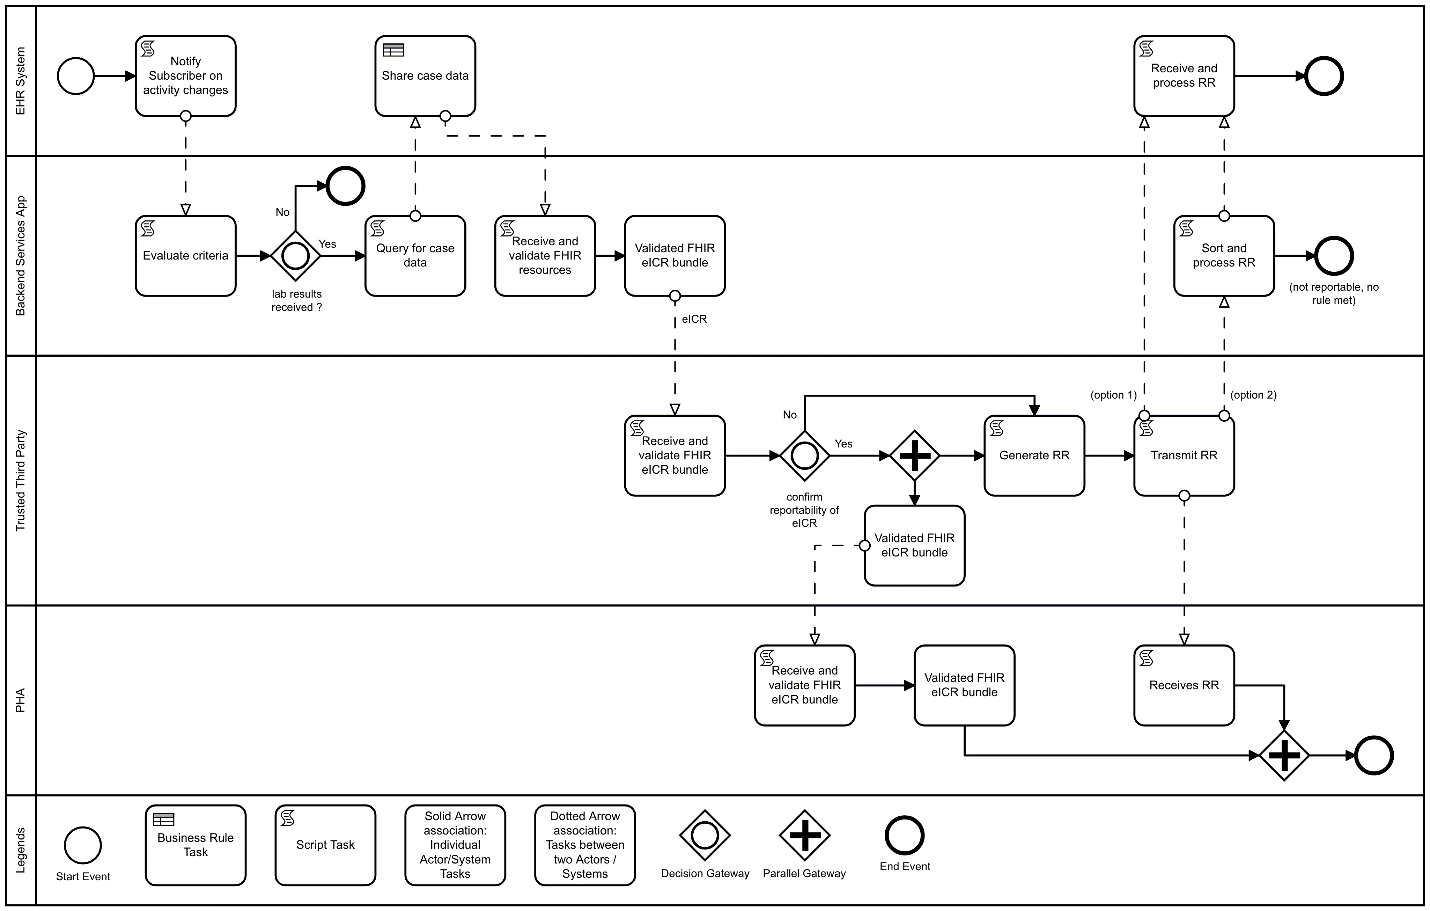 EHR System
Notify
Subscriber on
activity changes
Share case data
Receive and
process RR
Backend Services App
Evaluate criteria
No
Yes
lab results
received ?
Query for case
data
Receive and
validate FHIR
resources
Validated FHIR
eICR bundle
eICR
Sort and
process RR
(not reportable, no
rule met)
Trusted Third Party
Receive and
validate FHIR
eICR bundle
No
Yes
confirm
reportability of
eICR
Validated FHIR
eICR bundle
Generate RR
(option 1)
(option 2)
Transmit RR
PHA
Receive and
validate FHIR
eICR bundle
Validated FHIR
eICR bundle
Receives RR
Legends
Start Event
Business Rule
Task
Script Task
Solid Arrow
association:
Individual
Actor/System
Tasks
Dotted Arrow
association:
Tasks between
two Actors /
Systems
Decision Gateway
Parallel Gateway
End Event